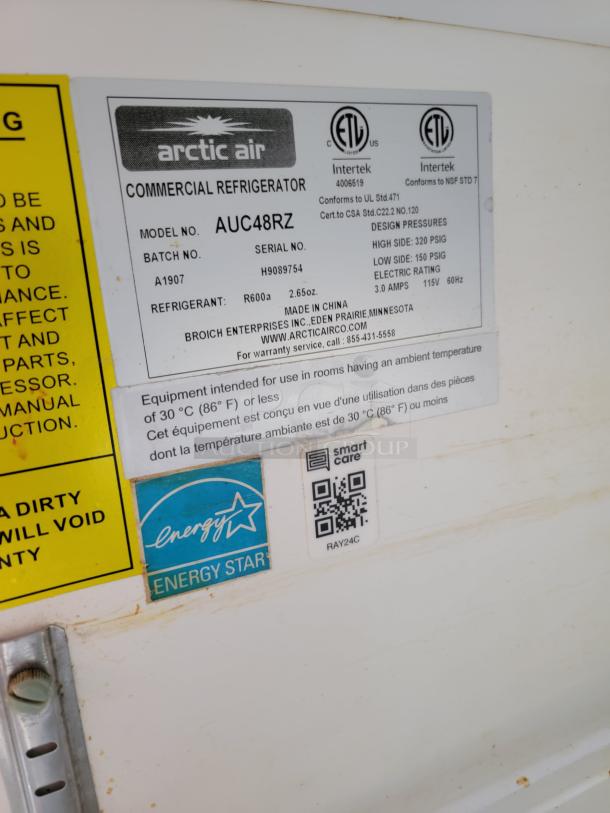 G
O BE
S AND
S IS
TO
IANCE.
AFFECT
T AND
PARTS,
ESSOR.
MANUAL
UCTION.
A DIRTY
WILL VOID
NTY
arctic air
COMMERCIAL REFRIGERATOR
C ETL US
Intertek
4006519
ETL
Intertek
Conforms to NSF STD 7
Conforms to UL Std.471
Cert.to CSA Std.C22.2 NO.120
MODEL NO. AUC48RZ
BATCH NO. SERIAL NO.
A1907 H9089754
REFRIGERANT: R600a 2.65oz.
DESIGN PRESSURES
HIGH SIDE: 320 PSIG
LOW SIDE: 150 PSIG
ELECTRIC RATING
3.0 AMPS 115V 60Hz
MADE IN CHINA
BROICH ENTERPRISES INC.,EDEN PRAIRIE,MINNESOTA
WWW.ARCTICAIRCO.COM
For warranty service, call : 855-431-5558
Equipment intended for use in rooms having an ambient temperature
of 30 °C (86° F) or less
Cet équipement est conçu en vue d'une utilisation dans des pièces
dont la température ambiante est de 30 °C (86° F) ou moins
AUCTION GROUP
energy
ENERGY STAR
smart
care
RAY24C